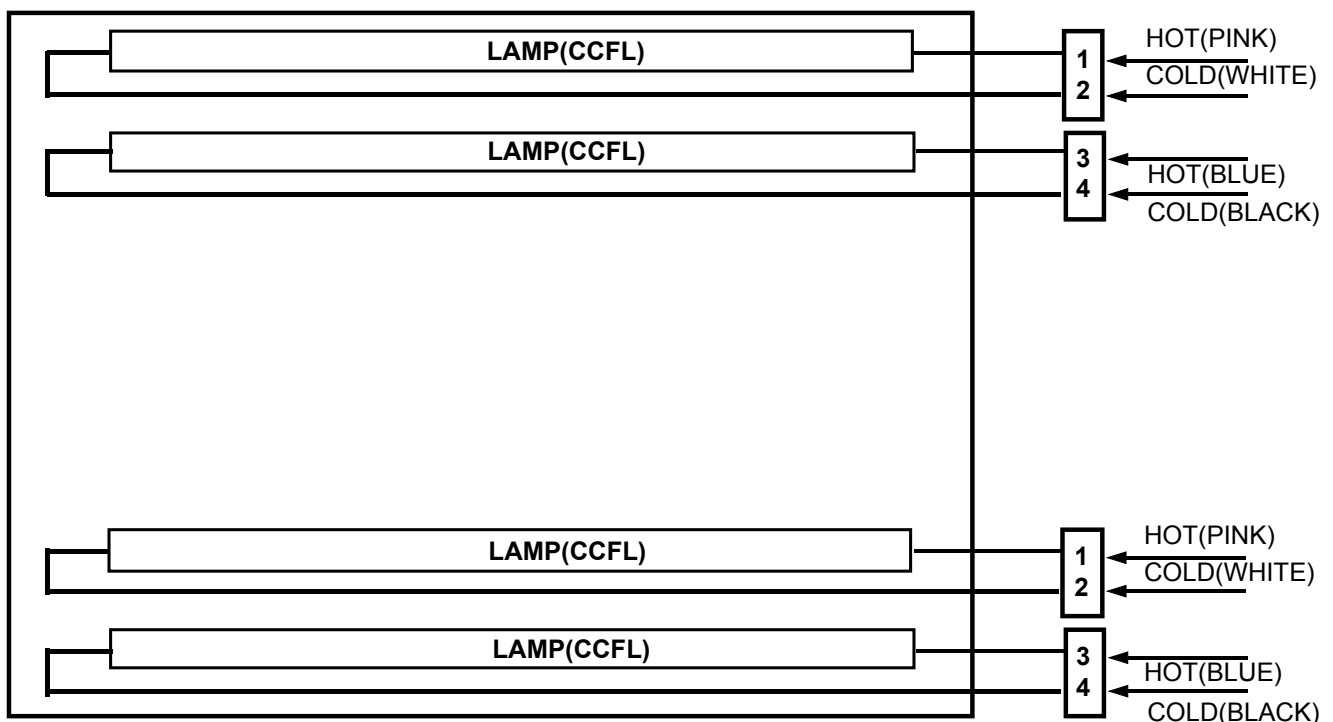 LAMP(CCFL)
1
HOT(PINK)
2
COLD(WHITE)
LAMP(CCFL)
3
HOT(BLUE)
4
COLD(BLACK)
LAMP(CCFL)
1
HOT(PINK)
2
COLD(WHITE)
LAMP(CCFL)
3
HOT(BLUE)
4
COLD(BLACK)